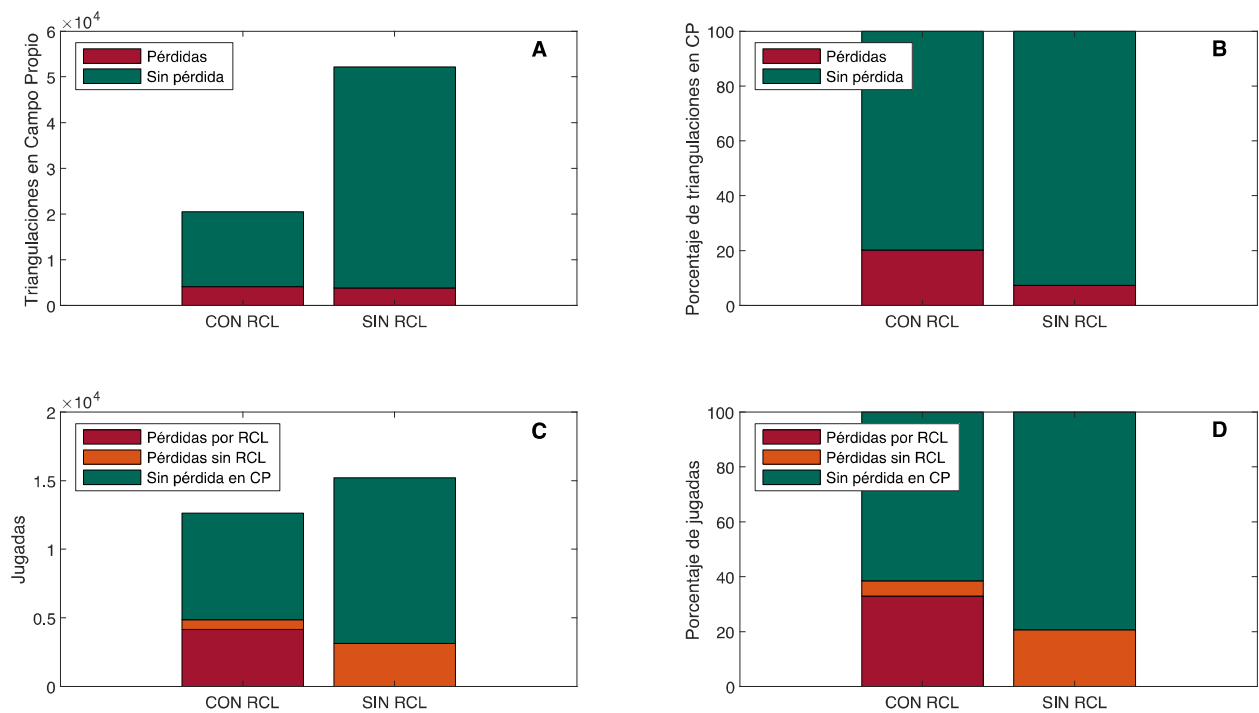 ×10^4
6
5
4
3
2
1
0
Triangulaciones en Campo Propio
Pérdidas
Sin pérdida
A
CON RCL
SIN RCL
100
80
60
40
20
0
Porcentaje de triangulaciones en CP
Pérdidas
Sin pérdida
B
CON RCL
SIN RCL
×10^4
2
1.5
1
0.5
0
Jugadas
Pérdidas por RCL
Pérdidas sin RCL
Sin pérdida en CP
C
CON RCL
SIN RCL
100
80
60
40
20
0
Porcentaje de jugadas
Pérdidas por RCL
Pérdidas sin RCL
Sin pérdida en CP
D
CON RCL
SIN RCL